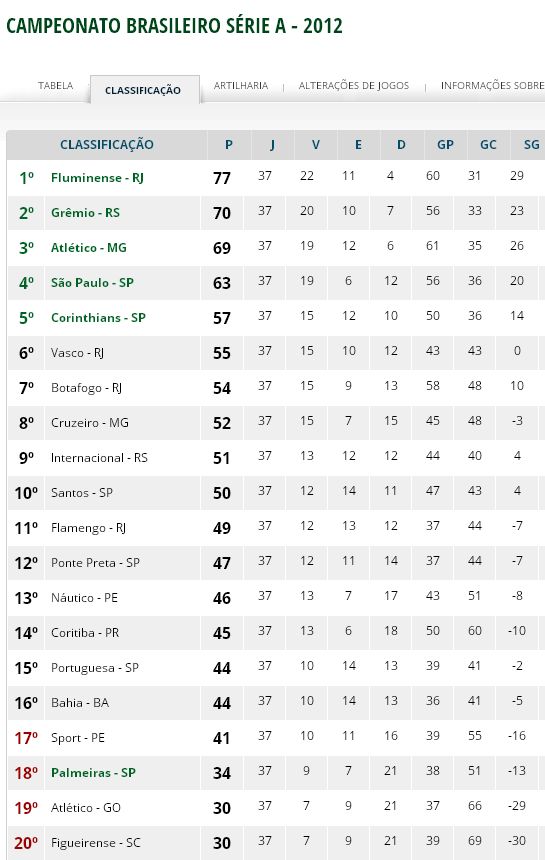 CAMPEONATO BRASILEIRO SÉRIE A - 2012
TABELA CLASSIFICAÇÃO ARTILHARIA ALTERAÇÕES DE JOGOS INFORMAÇÕES SOBRE
CLASSIFICAÇÃO P J V E D GP GC SG
1º Fluminense - RJ 77 37 22 11 4 60 31 29
2º Grêmio - RS 70 37 20 10 7 56 33 23
3º Atlético - MG 69 37 19 12 6 61 35 26
4º São Paulo - SP 63 37 19 6 12 56 36 20
5º Corinthians - SP 57 37 15 12 10 50 36 14
6º Vasco - RJ 55 37 15 10 12 43 43 0
7º Botafogo - RJ 54 37 15 9 13 58 48 10
8º Cruzeiro - MG 52 37 15 7 15 45 48 -3
9º Internacional - RS 51 37 13 12 12 44 40 4
10º Santos - SP 50 37 12 14 11 47 43 4
11º Flamengo - RJ 49 37 12 13 12 37 44 -7
12º Ponte Preta - SP 47 37 12 11 14 37 44 -7
13º Náutico - PE 46 37 13 7 17 43 51 -8
14º Coritiba - PR 45 37 13 6 18 50 60 -10
15º Portuguesa - SP 44 37 10 14 13 39 41 -2
16º Bahia - BA 44 37 10 14 13 36 41 -5
17º Sport - PE 41 37 10 11 16 39 55 -16
18º Palmeiras - SP 34 37 9 7 21 38 51 -13
19º Atlético - GO 30 37 7 9 21 37 66 -29
20º Figueirense - SC 30 37 7 9 21 39 69 -30